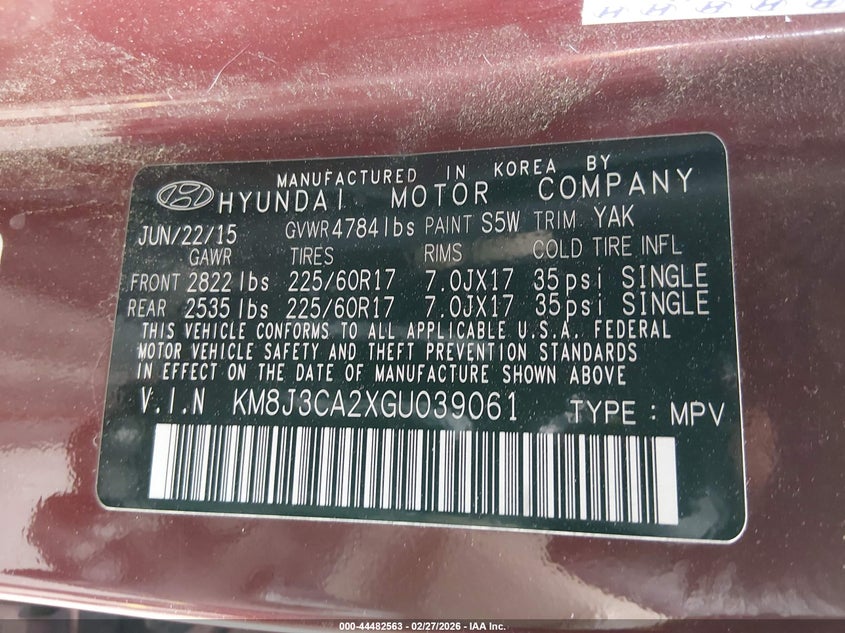 MANUFACTURED IN KOREA BY
HYUNDAI MOTOR COMPANY
JUN/22/15 GVWR4784lbs PAINT S5W TRIM YAK
GAWR TIRES RIMS COLD TIRE INFL
FRONT 2822 lbs 225/60R17 7.0JX17 35psi SINGLE
REAR 2535 lbs 225/60R17 7.0JX17 35psi SINGLE
THIS VEHICLE CONFORMS TO ALL APPLICABLE U.S.A. FEDERAL
MOTOR VEHICLE SAFETY AND THEFT PREVENTION STANDARDS
IN EFFECT ON THE DATE OF MANUFACTURE SHOWN ABOVE.
V.I.N KM8J3CA2XGU039061 TYPE : MPV
000-44482563 - 02/27/2026 - IAA Inc.